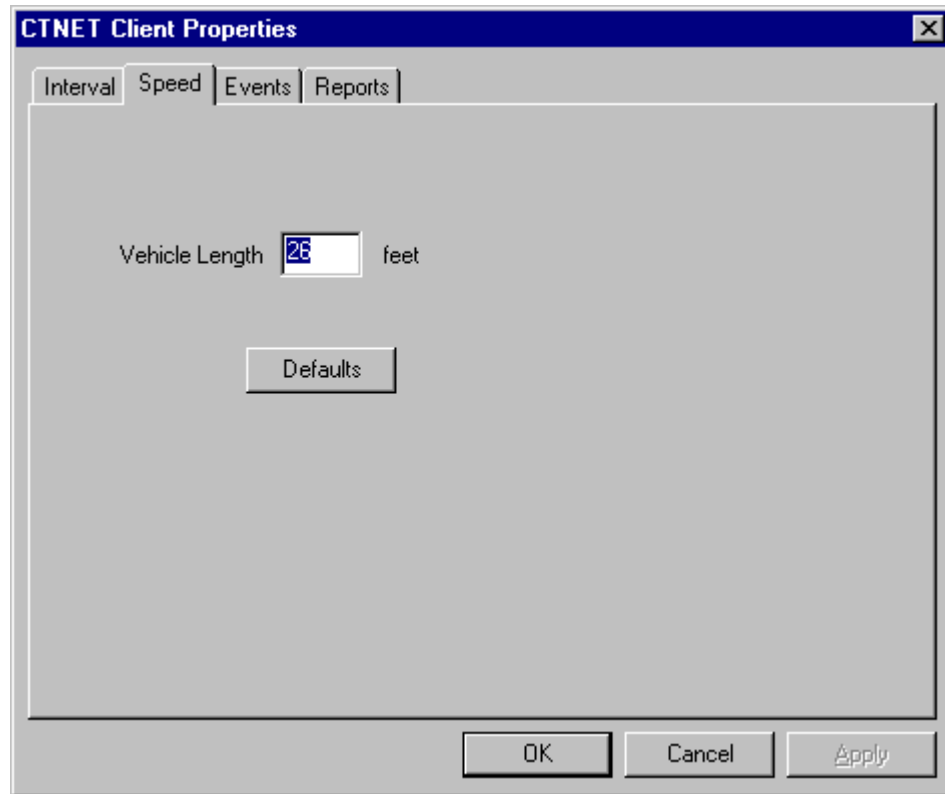 CTNET Client Properties
Interval Speed Events Reports
Vehicle Length 26 feet
Defaults
OK Cancel Apply